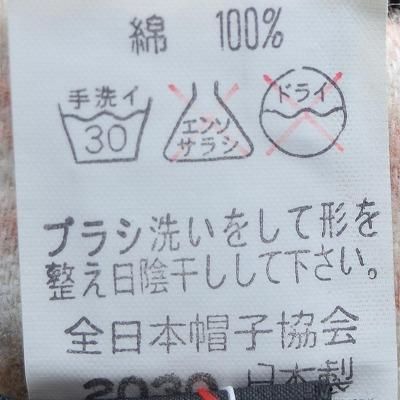 綿 100%
手洗イ
30
エンソ
サラシ
ドライ
ブラシ洗いをして形を
整え日陰干しして下さい。
全日本帽子協会
2030 日本製